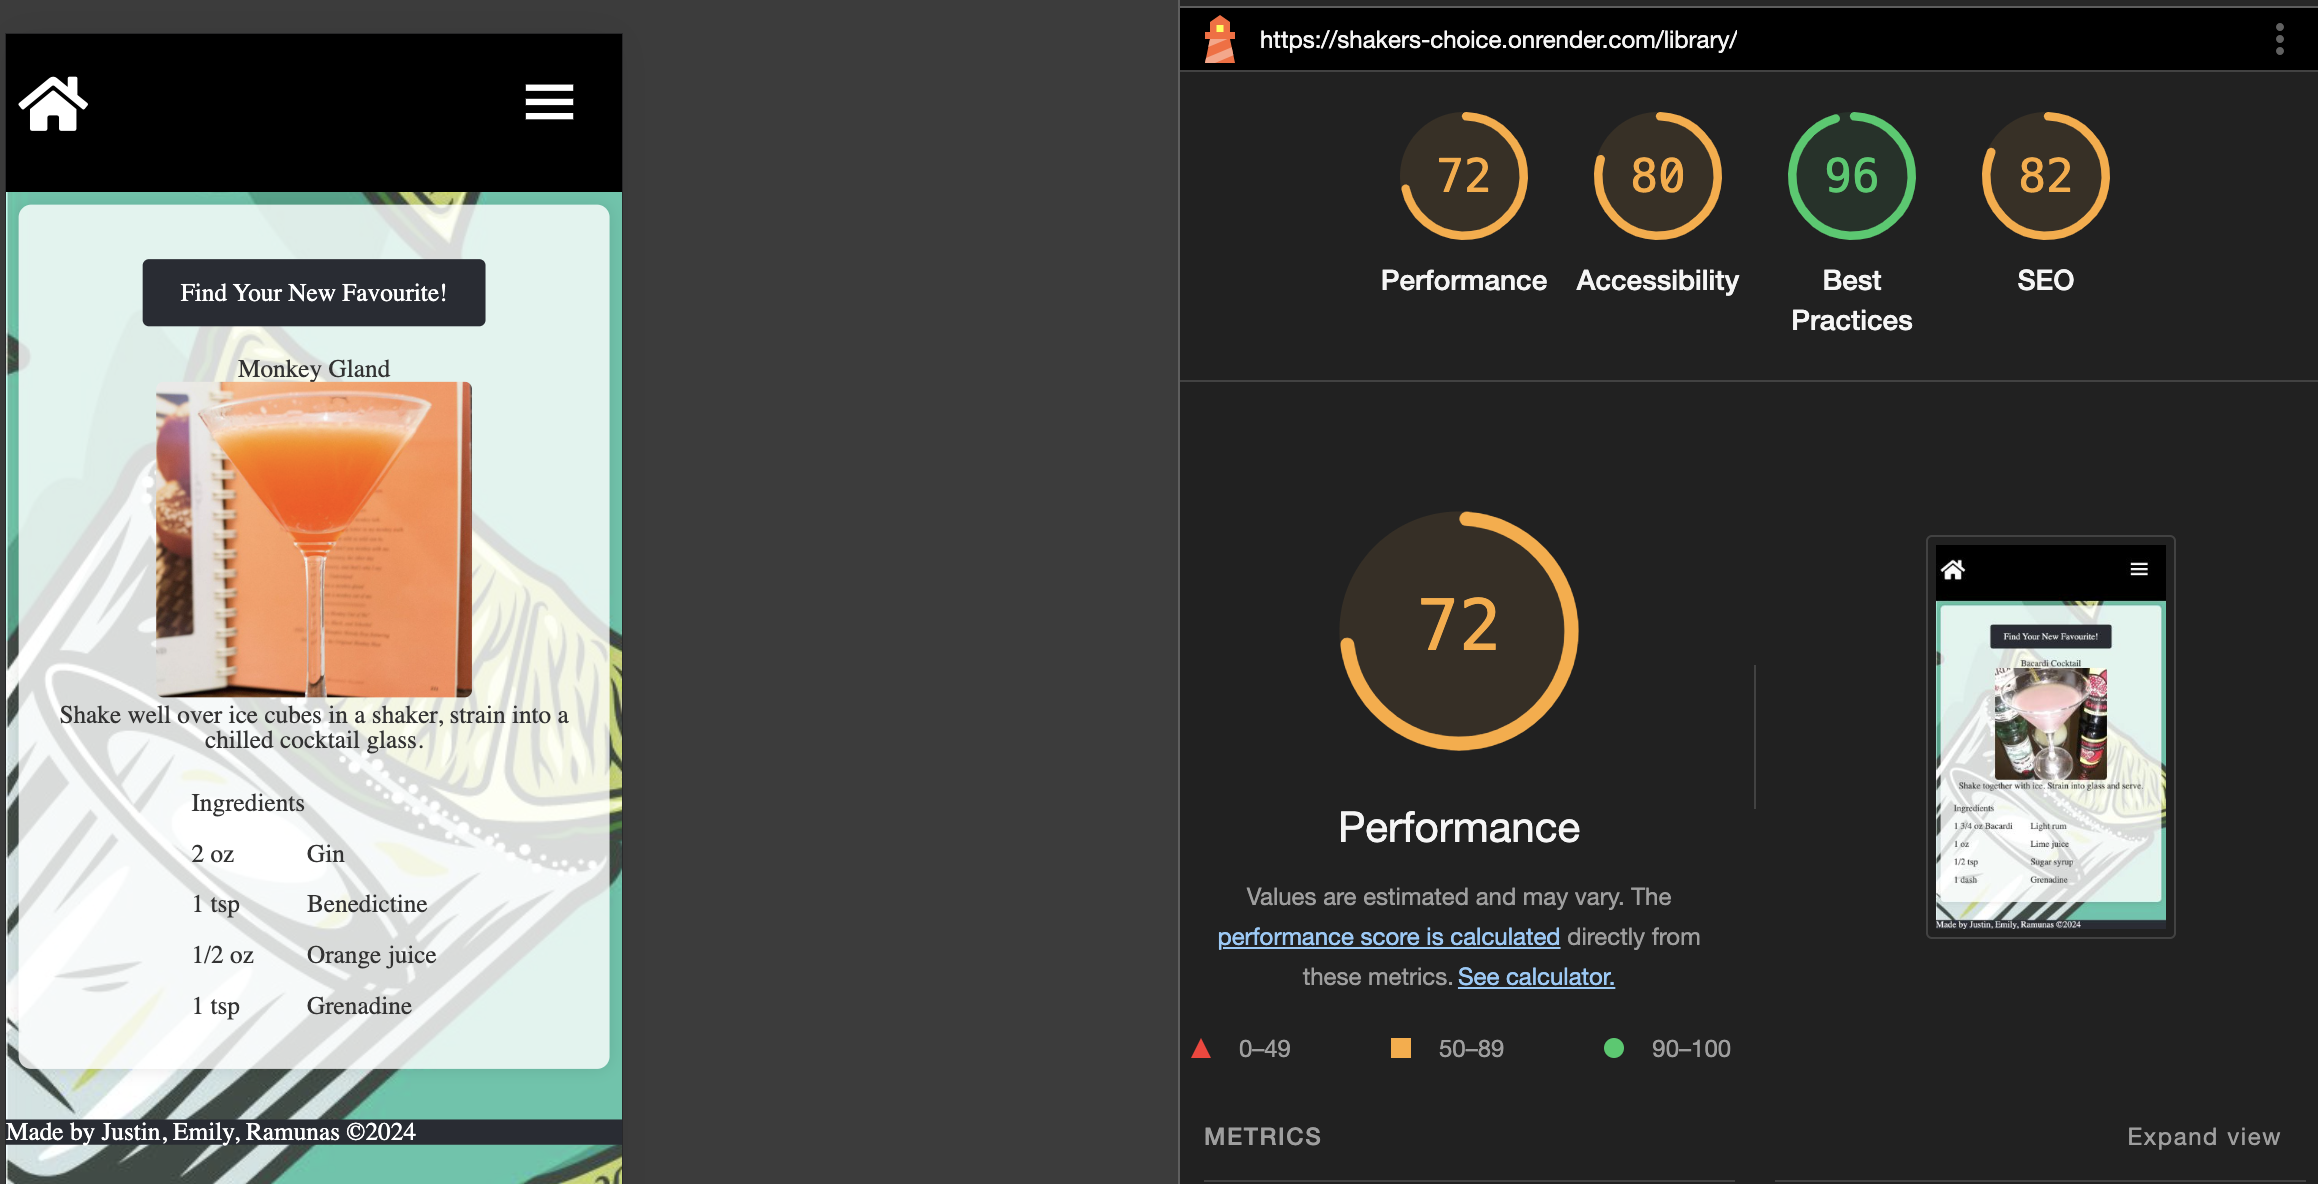 Find Your New Favourite!
Monkey Gland
Shake well over ice cubes in a shaker, strain into a
chilled cocktail glass.
Ingredients
2 oz Gin
1 tsp Benedictine
1/2 oz Orange juice
1 tsp Grenadine
Made by Justin, Emily, Ramunas ©2024
https://shakers-choice.onrender.com/library/
72 80 96 82
Performance Accessibility Best Practices SEO
72
Performance
Values are estimated and may vary. The
performance score is calculated directly from
these metrics. See calculator.
0–49 50–89 90–100
METRICS
Expand view
Find Your New Favourite!
Bacardi Cocktail
Shake together with ice. Strain into glass and serve.
Ingredients
1 3/4 oz Bacardi Light rum
1 oz Lime juice
1/2 tsp Sugar syrup
1 dash Grenadine
Made by Justin, Emily, Ramunas ©2024